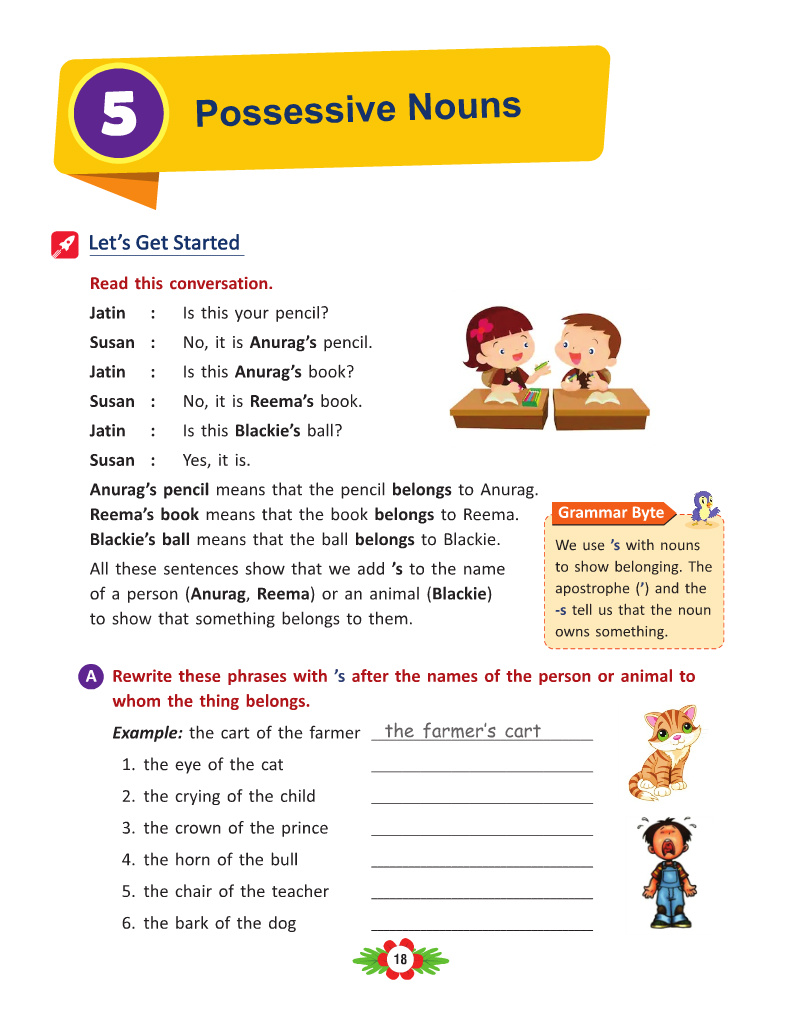 5
Possessive Nouns
Let's Get Started
Read this conversation.
Jatin : Is this your pencil?
Susan : No, it is Anurag's pencil.
Jatin : Is this Anurag's book?
Susan : No, it is Reema's book.
Jatin : Is this Blackie's ball?
Susan : Yes, it is.
Anurag's pencil means that the pencil belongs to Anurag.
Reema's book means that the book belongs to Reema.
Blackie's ball means that the ball belongs to Blackie.
All these sentences show that we add 's to the name
of a person (Anurag, Reema) or an animal (Blackie)
to show that something belongs to them.
Grammar Byte
We use 's with nouns
to show belonging. The
apostrophe (') and the
-s tell us that the noun
owns something.
A Rewrite these phrases with 's after the names of the person or animal to
whom the thing belongs.
Example: the cart of the farmer the farmer's cart
1. the eye of the cat
2. the crying of the child
3. the crown of the prince
4. the horn of the bull
5. the chair of the teacher
6. the bark of the dog
18